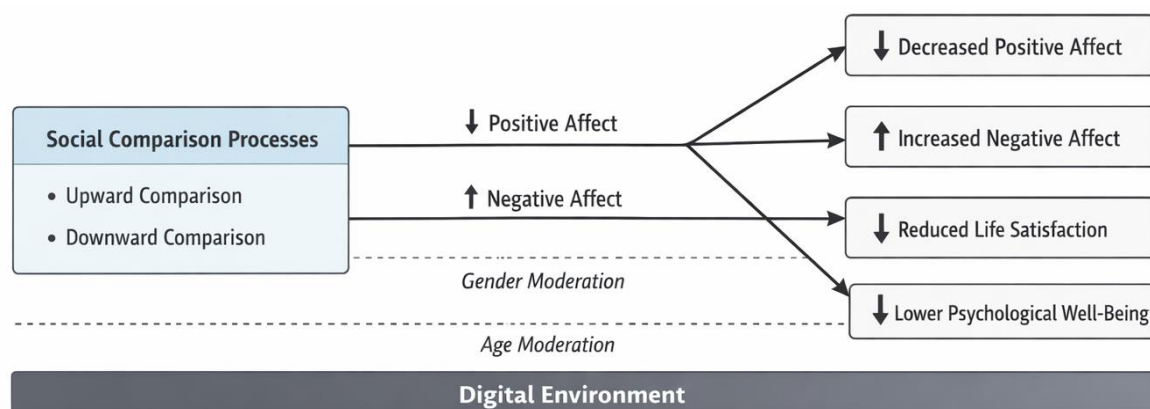 Social Comparison Processes
• Upward Comparison
• Downward Comparison
↓ Positive Affect
↑ Negative Affect
Gender Moderation
Age Moderation
↓ Decreased Positive Affect
↑ Increased Negative Affect
↓ Reduced Life Satisfaction
↓ Lower Psychological Well-Being
Digital Environment